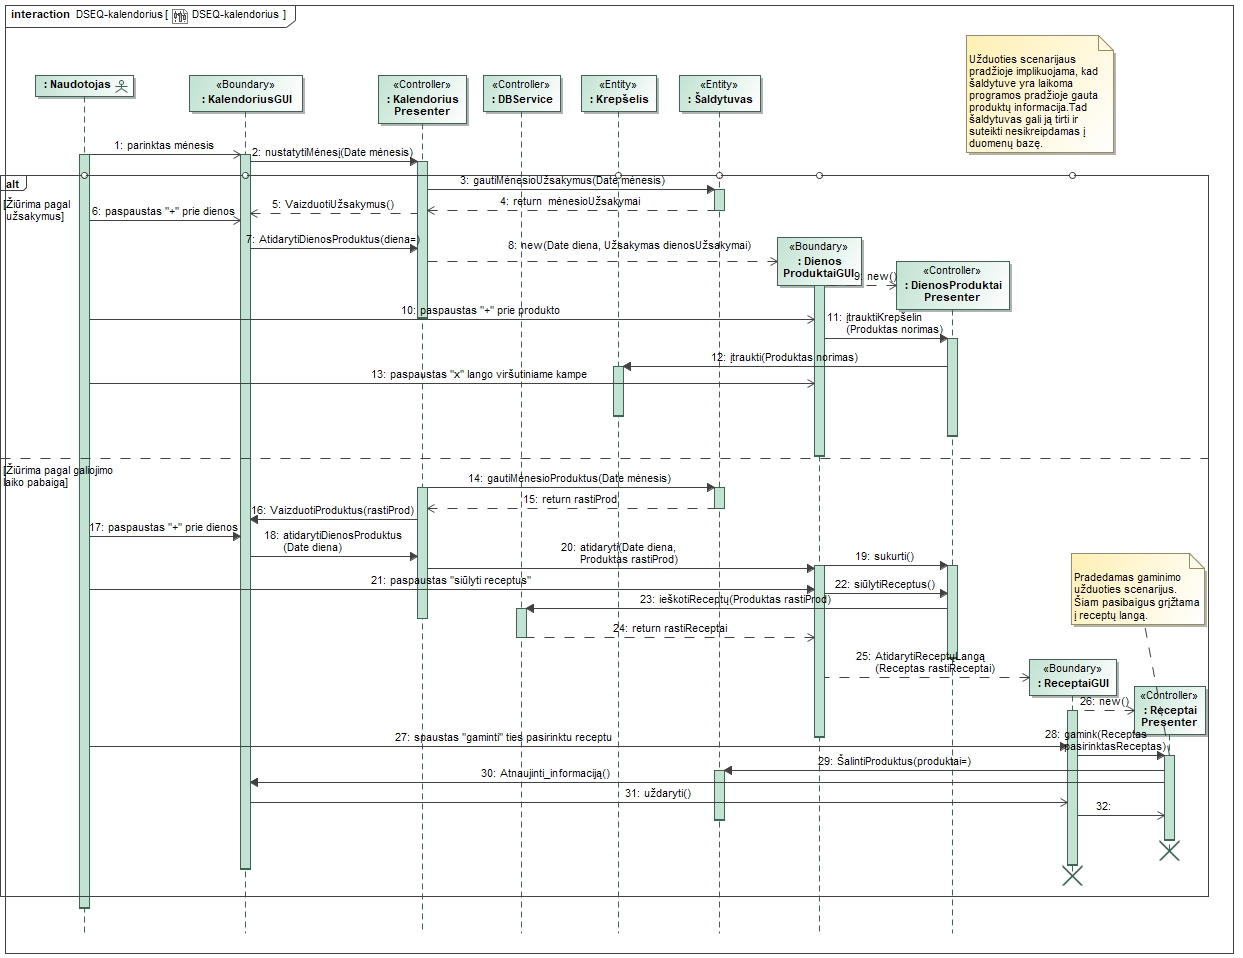 interaction DSEQ-kalendorius [ DSEQ-kalendorius ]
Užduoties scenarijaus
pradžioje implikuojama, kad
šaldytuve yra laikoma
programos pradžioje gauta
produktų informacija.Tad
šaldytuvas gali ją tirti ir
suteikti nesikreipdamas į
duomenų bazę.
: Naudotojas
«Boundary»
: KalendoriusGUI
«Controller»
: Kalendorius
Presenter
«Controller»
: DBService
«Entity»
: Krepšelis
«Entity»
: Šaldytuvas
1: parinktas mėnesis
2: nustatytiMėnesį(Date mėnesis)
alt
[Žiūrima pagal
užsakymus]
3: gautiMėnesioUžsakymus(Date mėnesis)
4: return mėnesioUžsakymai
5: VaizduotiUžsakymus()
6: paspaustas "+" prie dienos
7: AtidarytiDienosProduktus(diena=)
8: new(Date diena, Užsakymas dienosUžsakymai)
«Boundary»
: Dienos
ProduktaiGUI
9: new()
«Controller»
: DienosProduktai
Presenter
10: paspaustas "+" prie produkto
11: įtrauktiKrepšelin
(Produktas norimas)
12: įtraukti(Produktas norimas)
13: paspaustas "x" lango viršutiniame kampe
[Žiūrima pagal galiojimo
laiko pabaigą]
14: gautiMėnesioProduktus(Date mėnesis)
15: return rastiProd
16: VaizduotiProduktus(rastiProd)
17: paspaustas "+" prie dienos
18: atidarytiDienosProduktus
(Date diena)
20: atidaryti(Date diena,
Produktas rastiProd)
19: sukurti()
21: paspaustas "siūlyti receptus"
22: siūlytiReceptus()
23: ieškotiReceptų(Produktas rastiProd)
24: return rastiReceptai
25: AtidarytiReceptųLangą
(Receptas rastiReceptai)
Pradedamas gaminimo
užduoties scenarijus.
Šiam pasibaigus grįžtama
į receptų langą.
«Boundary»
: ReceptaiGUI
26: new()
«Controller»
: Receptai
Presenter
27: spaustas "gaminti" ties pasirinktu receptu
28: gamink(Receptas
pasirinktasReceptas)
29: ŠalintiProduktus(produktai=)
30: Atnaujinti_informaciją()
31: uždaryti()
32: